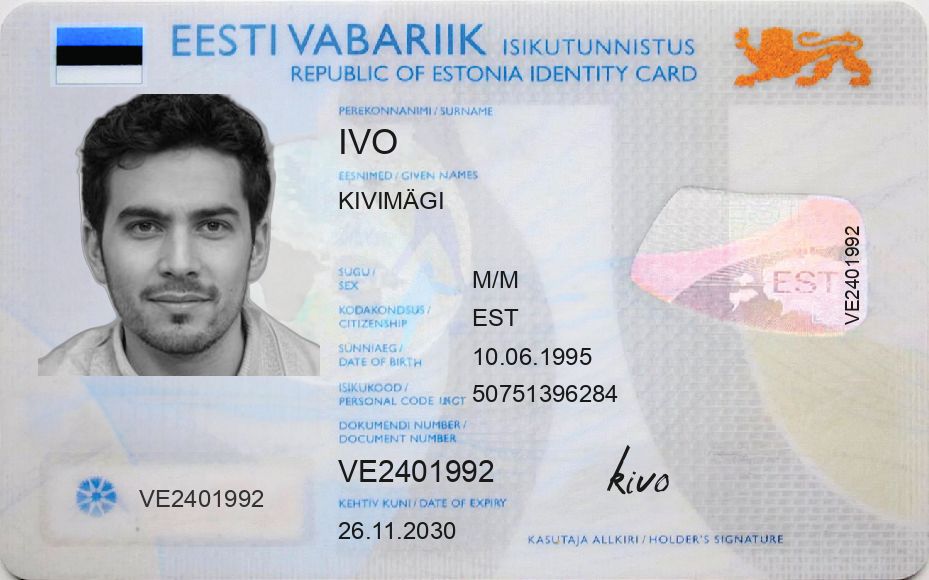 EESTI VABARIIK ISIKUTUNNISTUS
REPUBLIC OF ESTONIA IDENTITY CARD
PEREKONNANIMI / SURNAME
IVO
EESNIMED / GIVEN NAMES
KIVIMÄGI
SUGU /
SEX
M/M
KODAKONDSUS /
CITIZENSHIP
EST
SÜNNIAEG /
DATE OF BIRTH
10.06.1995
ISIKUKOOD /
PERSONAL CODE
50751396284
DOKUMENDI NUMBER /
DOCUMENT NUMBER
VE2401992
KEHTIV KUNI / DATE OF EXPIRY
26.11.2030
VE2401992
EST
VE2401992
kivo
KASUTAJA ALLKIRI / HOLDER'S SIGNATURE